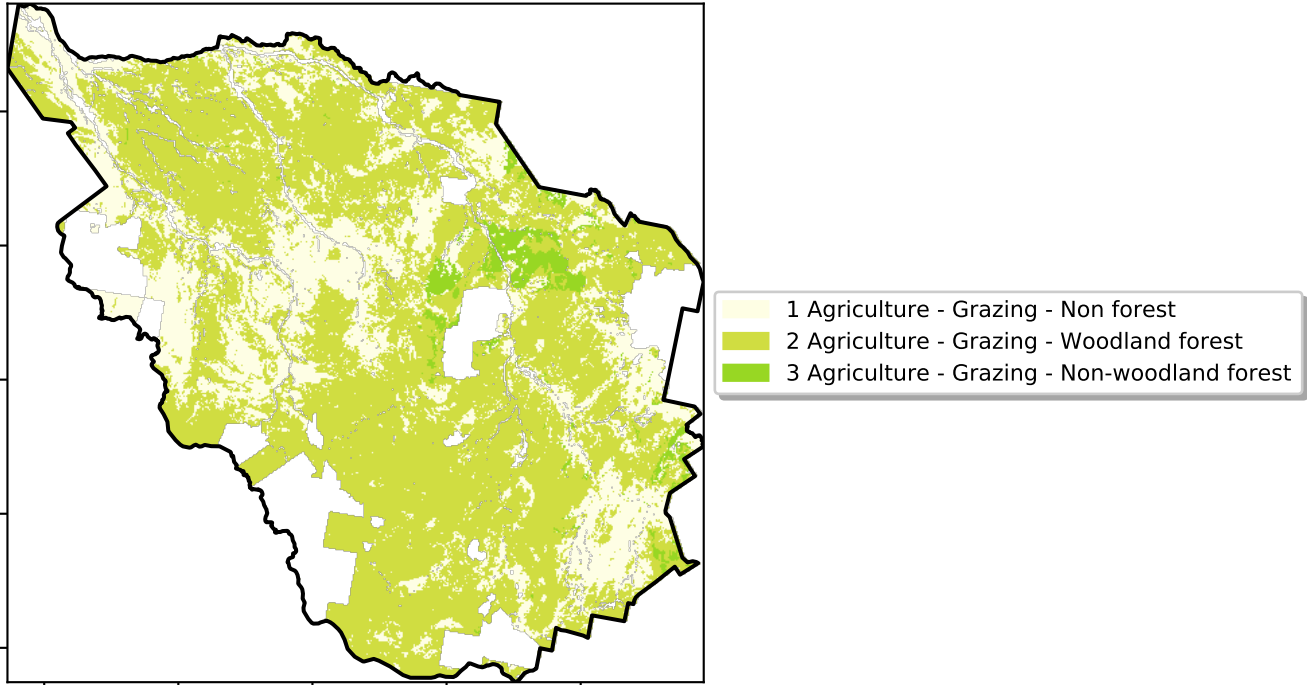 1 Agriculture - Grazing - Non forest
2 Agriculture - Grazing - Woodland forest
3 Agriculture - Grazing - Non-woodland forest